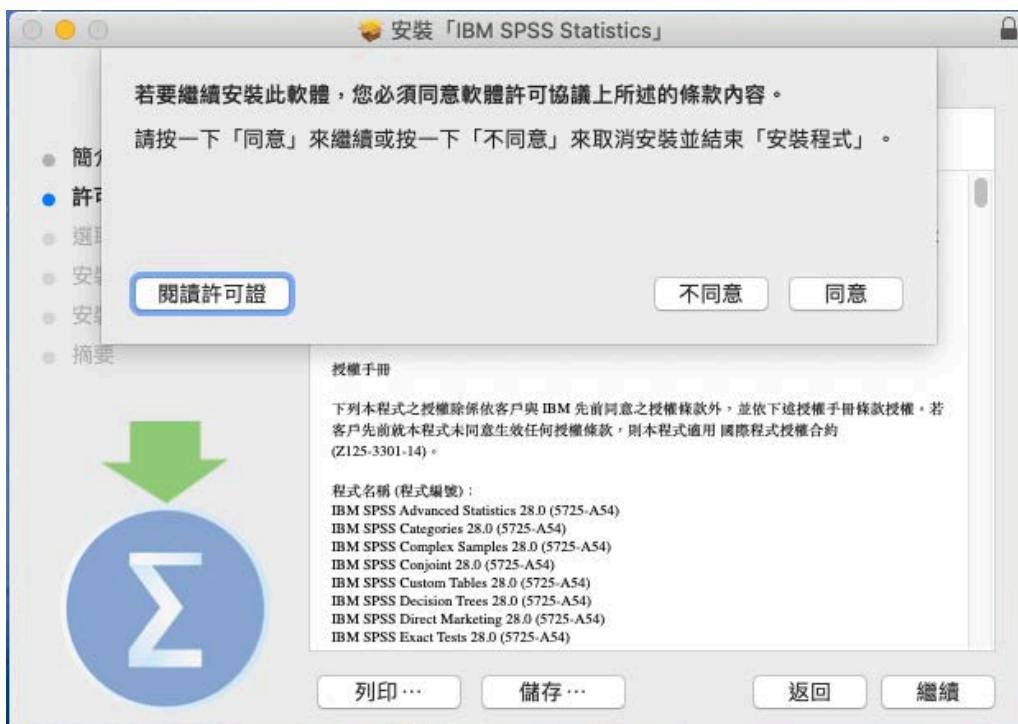 安裝「IBM SPSS Statistics」
若要繼續安裝此軟體，您必須同意軟體許可協議上所述的條款內容。
請按一下「同意」來繼續或按一下「不同意」來取消安裝並結束「安裝程式」。
閱讀許可證
不同意
同意
簡介
許可
選取
安裝
安裝
摘要
授權手冊
下列本程式之授權除係依客戶與 IBM 先前同意之授權條款外，並依下述授權手冊條款授權。若
客戶先前就本程式未同意生效任何授權條款，則本程式適用 國際程式授權合約
(Z125-3301-14)。
程式名稱 (程式編號)：
IBM SPSS Advanced Statistics 28.0 (5725-A54)
IBM SPSS Categories 28.0 (5725-A54)
IBM SPSS Complex Samples 28.0 (5725-A54)
IBM SPSS Conjoint 28.0 (5725-A54)
IBM SPSS Custom Tables 28.0 (5725-A54)
IBM SPSS Decision Trees 28.0 (5725-A54)
IBM SPSS Direct Marketing 28.0 (5725-A54)
IBM SPSS Exact Tests 28.0 (5725-A54)
Σ
列印…
儲存…
返回
繼續